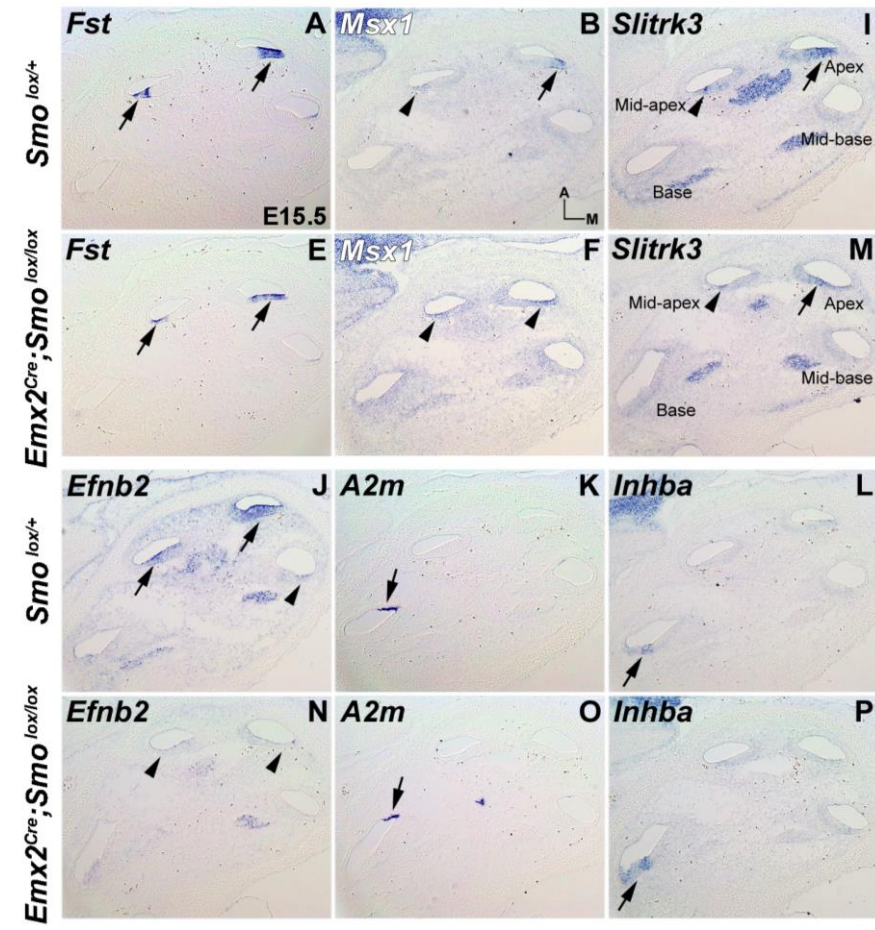 Smo lox/+
Fst A
E15.5
Msx1 B
A
M
Slitrk3 I
Apex
Mid-apex
Mid-base
Base
Emx2Cre;Smo lox/lox
Fst E
Msx1 F
Slitrk3 M
Mid-apex
Apex
Mid-base
Base
Smo lox/+
Efnb2 J
A2m K
Inhba L
Emx2Cre;Smo lox/lox
Efnb2 N
A2m O
Inhba P